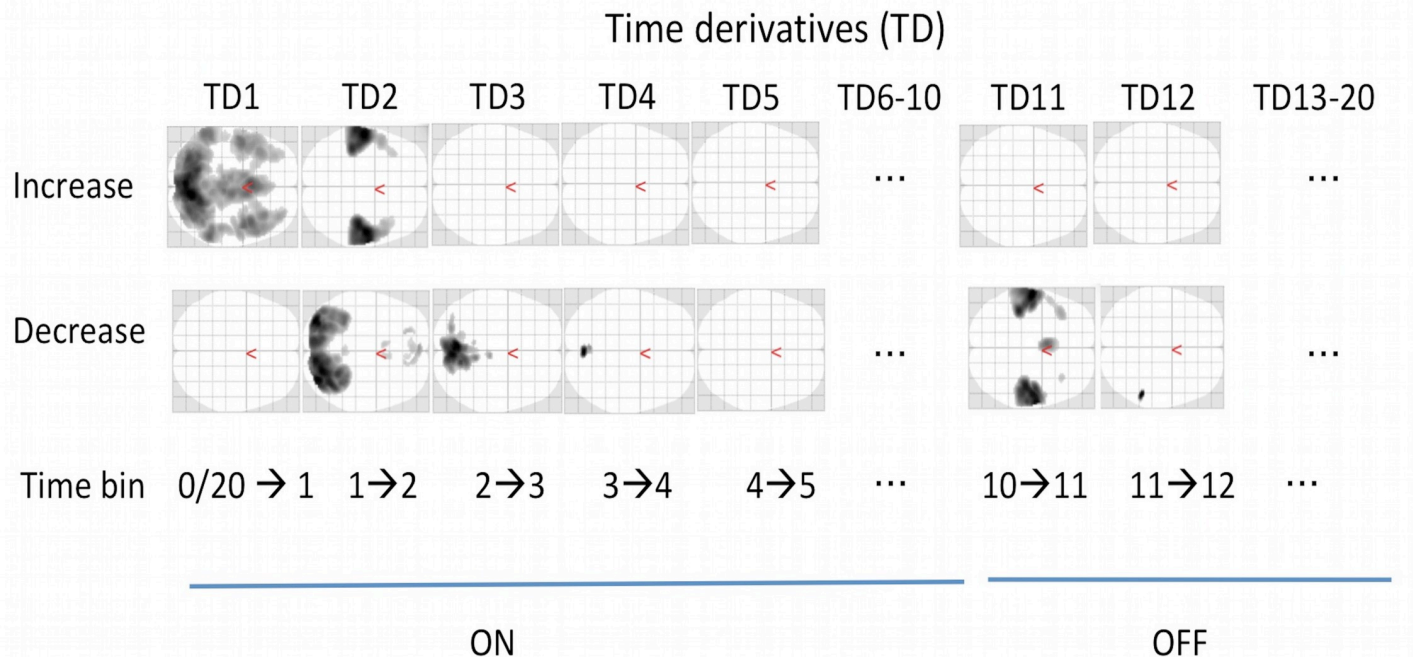 Time derivatives (TD)
TD1 TD2 TD3 TD4 TD5 TD6-10 TD11 TD12 TD13-20
Increase ... ...
< < < < < < <
Decrease ... ...
< < < < < < <
Time bin 0/20 → 1 1→2 2→3 3→4 4→5 ... 10→11 11→12 ...
ON OFF